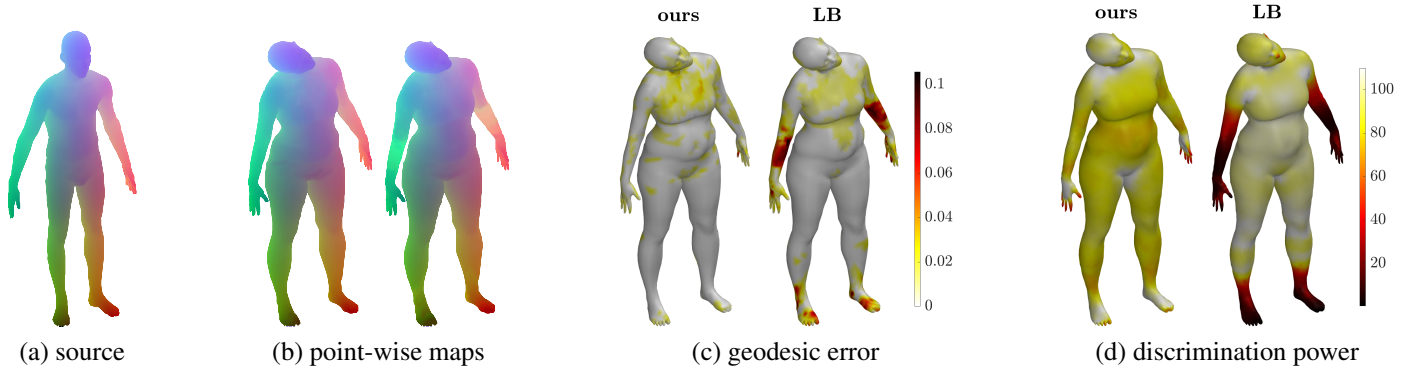 ours
LB
ours
LB
0.1
0.08
0.06
0.04
0.02
0
100
80
60
40
20
(a) source
(b) point-wise maps
(c) geodesic error
(d) discrimination power